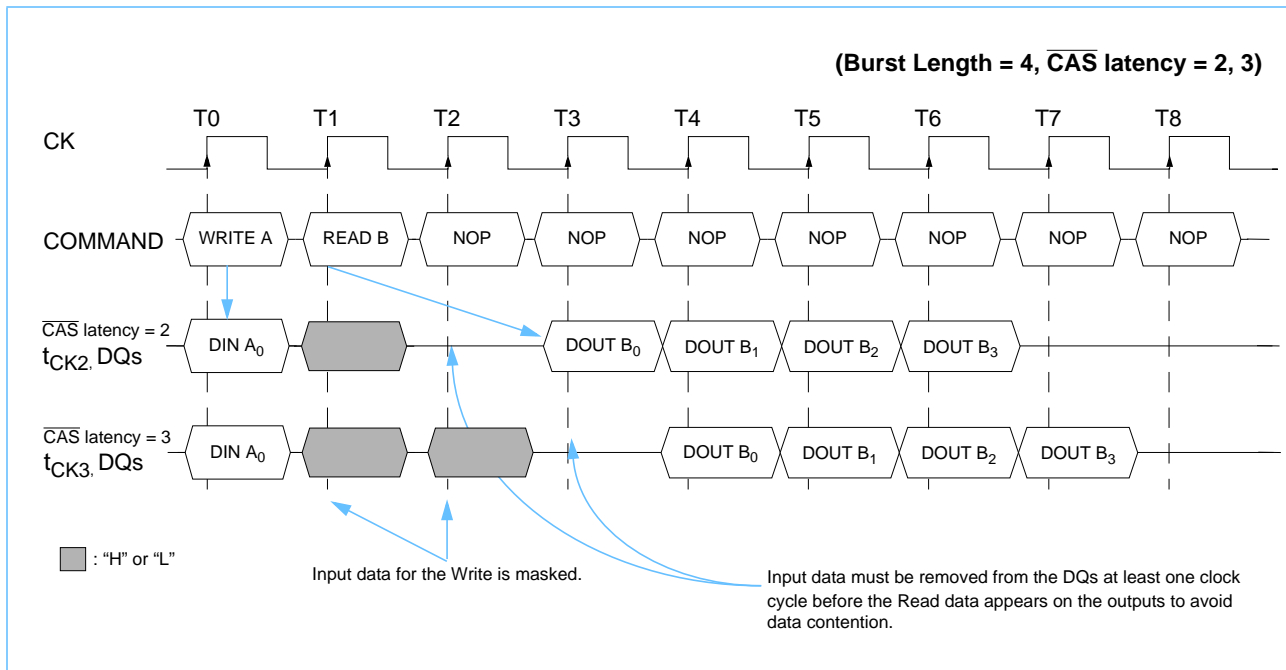 (Burst Length = 4, CAS latency = 2, 3)
T0 T1 T2 T3 T4 T5 T6 T7 T8
CK
COMMAND WRITE A READ B NOP NOP NOP NOP NOP NOP NOP
CAS latency = 2
tCK2, DQs DIN A0 DOUT B0 DOUT B1 DOUT B2 DOUT B3
CAS latency = 3
tCK3, DQs DIN A0 DOUT B0 DOUT B1 DOUT B2 DOUT B3
: “H” or “L”
Input data for the Write is masked.
Input data must be removed from the DQs at least one clock
cycle before the Read data appears on the outputs to avoid
data contention.